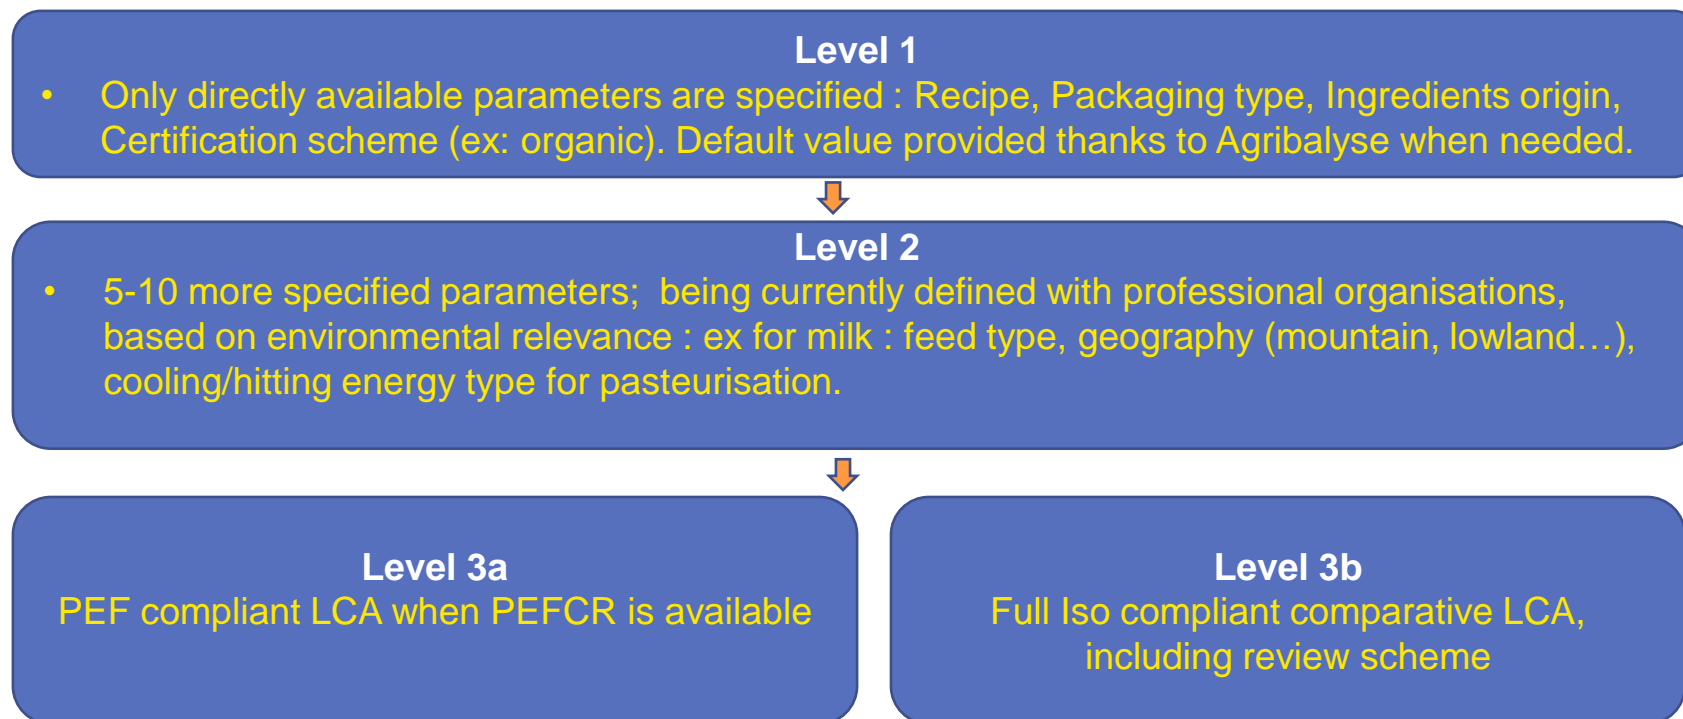 Level 1
• Only directly available parameters are specified : Recipe, Packaging type, Ingredients origin,
Certification scheme (ex: organic). Default value provided thanks to Agribalyse when needed.
Level 2
• 5-10 more specified parameters;  being currently defined with professional organisations,
based on environmental relevance : ex for milk : feed type, geography (mountain, lowland…),
cooling/hitting energy type for pasteurisation.
Level 3a
PEF compliant LCA when PEFCR is available
Level 3b
Full Iso compliant comparative LCA,
including review scheme